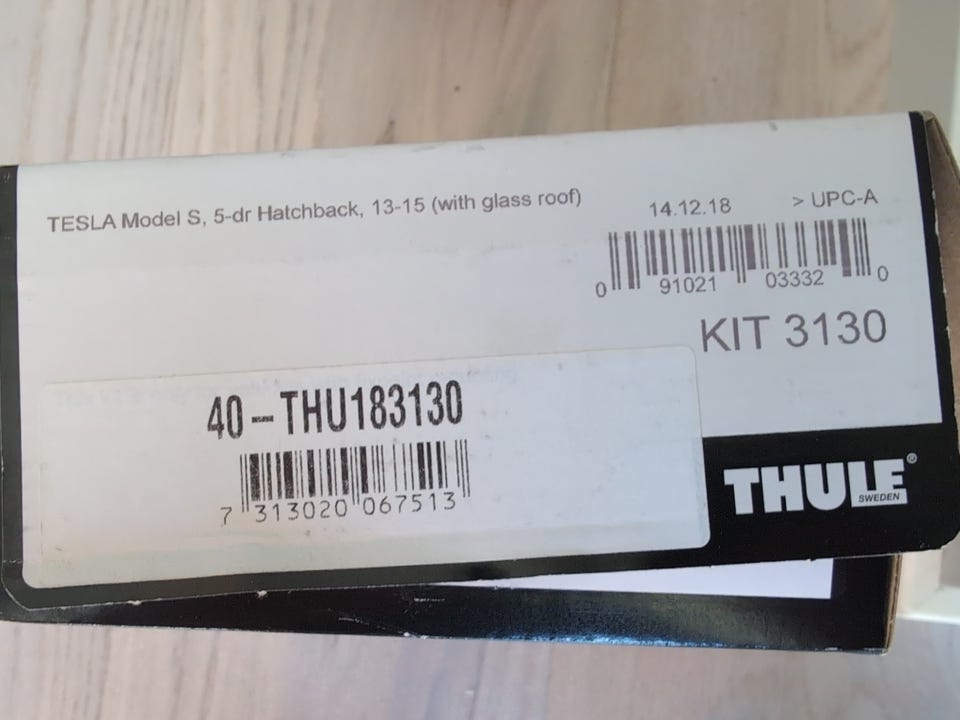 TESLA Model S, 5-dr Hatchback, 13-15 (with glass roof)
14.12.18 > UPC-A
0 91021 03332 0
KIT 3130
40-THU183130
7 313020 067513
THULE®
SWEDEN